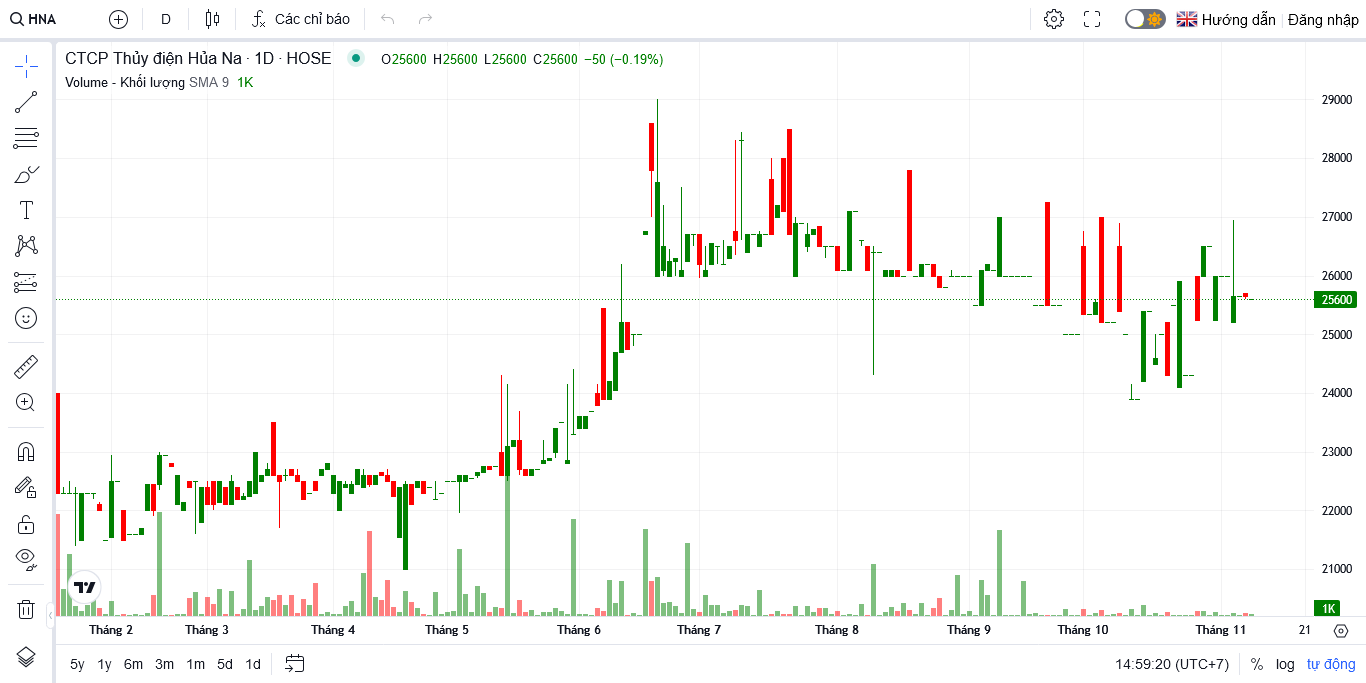 HNA D Các chỉ báo Hướng dẫn Đăng nhập
CTCP Thủy điện Hủa Na · 1D · HOSE O25600 H25600 L25600 C25600 −50 (−0.19%)
Volume - Khối lượng SMA 9 1K
29000
28000
27000
26000
25600
25000
24000
23000
22000
21000
1K
Tháng 2 Tháng 3 Tháng 4 Tháng 5 Tháng 6 Tháng 7 Tháng 8 Tháng 9 Tháng 10 Tháng 11 21
5y 1y 6m 3m 1m 5d 1d 14:59:20 (UTC+7) % log tự động